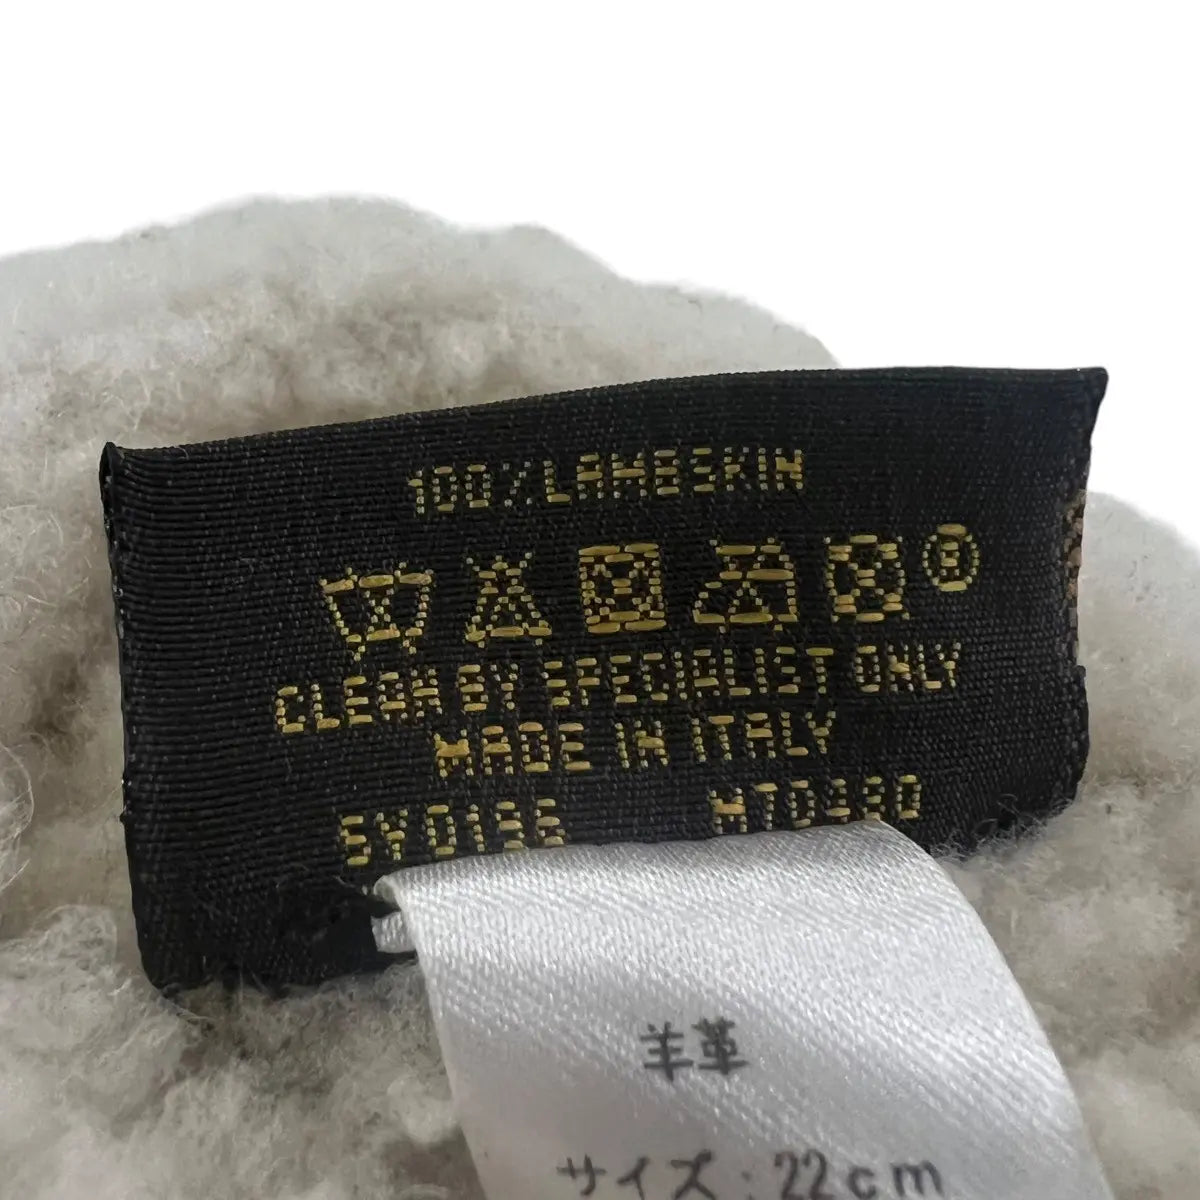 100%LAMBSKIN
CLEAN BY SPECIALIST ONLY
MADE IN ITALY
羊革
サイズ：22cm